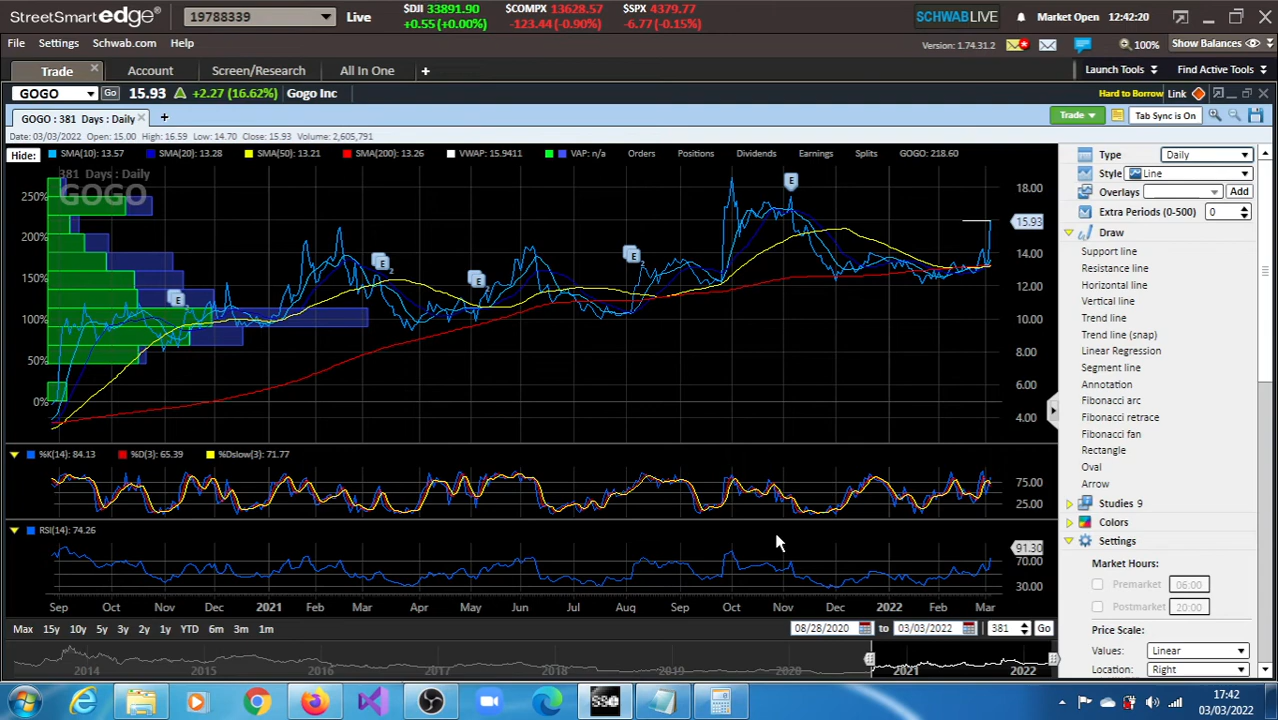 StreetSmart edge®
19788339
Live
$DJI 33891.90
+0.55 (+0.00%)
$COMPX 13628.57
-123.44 (-0.90%)
$SPX 4379.77
-6.77 (-0.15%)
SCHWABLIVE
Market Open
12:42:20
File Settings Schwab.com Help
Version: 1.74.31.2
100%
Show Balances
Trade Account Screen/Research All In One +
Launch Tools Find Active Tools
GOGO Go 15.93 +2.27 (16.62%) Gogo Inc
Hard to Borrow Link
GOGO : 381 Days : Daily
Trade Tab Sync is On
Date: 03/03/2022 Open: 15.00 High: 16.59 Low: 14.70 Close: 15.93 Volume: 2,605,791
Hide: SMA(10): 13.57 SMA(20): 13.28 SMA(50): 13.21 SMA(200): 13.26 VWAP: 15.9411 VAP: n/a Orders Positions Dividends Earnings Splits GOGO: 218.60
381 Days : Daily
GOGO
250%
200%
150%
100%
50%
0%
E
E 2
E 2
E 2
E
18.00
15.93
14.00
12.00
10.00
8.00
6.00
4.00
%K(14): 84.13 %D(3): 65.39 %Dslow(3): 71.77
75.00
25.00
RSI(14): 74.26
91.30
70.00
30.00
Sep Oct Nov Dec 2021 Feb Mar Apr May Jun Jul Aug Sep Oct Nov Dec 2022 Feb Mar
Max 15y 10y 5y 3y 2y 1y YTD 6m 3m 1m
08/28/2020 to 03/03/2022 381 Go
2014 2015 2016 2017 2018 2019 2020 2021 2022
Type Daily
Style Line
Overlays Add
Extra Periods (0-500) 0
Draw
Support line
Resistance line
Horizontal line
Vertical line
Trend line
Trend line (snap)
Linear Regression
Segment line
Annotation
Fibonacci arc
Fibonacci retrace
Fibonacci fan
Rectangle
Oval
Arrow
Studies 9
Colors
Settings
Market Hours:
Premarket 06:00
Postmarket 20:00
Price Scale:
Values: Linear
Location: Right
SSe
17:42
03/03/2022